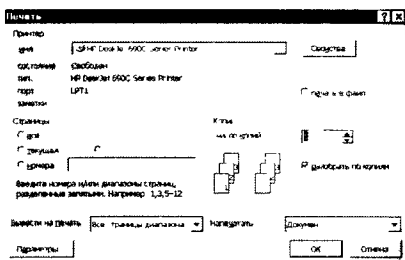 Печать
Принтер
имя HP DeskJet 690C Series Printer Свойства
состояние Свободен
тип. HP DeskJet 690C Series Printer
порт LPT1
заметки печать в файл
Страницы Копии
все
текущая
номера разобрать по копиям
Введите номера и/или диапазоны страниц,
разделенные запятыми. Например 1,3,5-12
Вывести на печать Все страницы диапазона Напечатать Документ
Параметры ОК Отмена